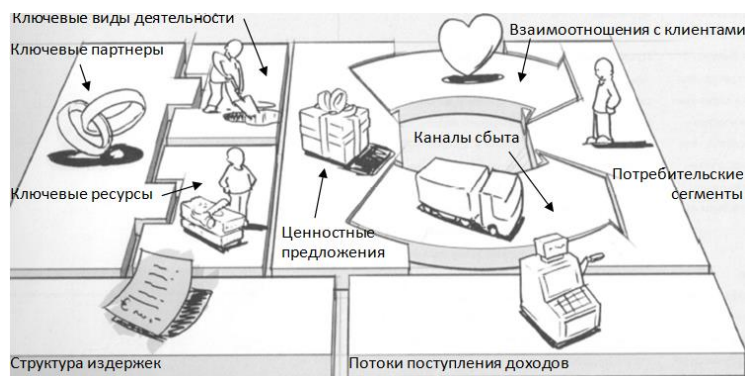 Ключевые виды деятельности
Ключевые партнеры
Взаимоотношения с клиентами
Каналы сбыта
Потребительские
сегменты
Ключевые ресурсы
Ценностные
предложения
Структура издержек
Потоки поступления доходов